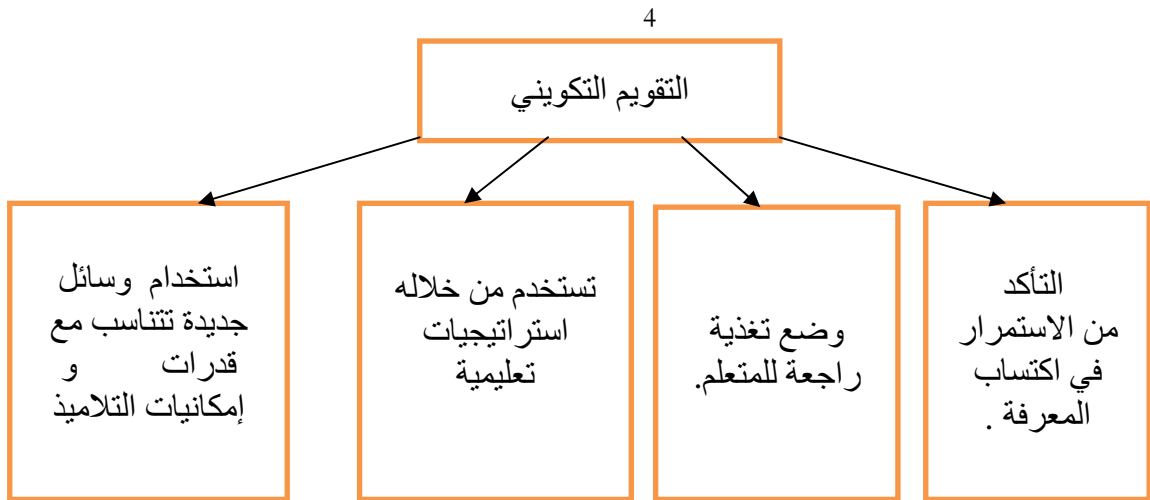 4
التقويم التكويني
التأكد
من الاستمرار
في اكتساب
المعرفة .
وضع تغذية
راجعة للمتعلم.
تستخدم من خلاله
استراتيجيات
تعليمية
استخدام وسائل
جديدة تتناسب مع
قدرات و
إمكانيات التلاميذ